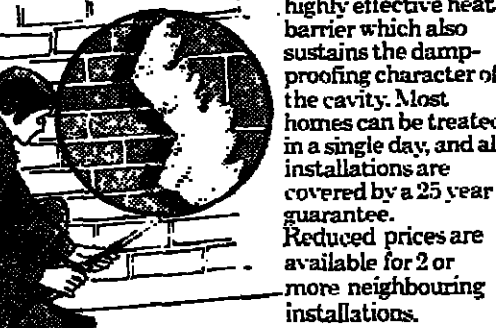 highly effective heat
barrier which also
sustains the damp-
proofing character of
the cavity. Most
homes can be treated
in a single day, and all
installations are
covered by a 25 year
guarantee.
Reduced prices are
available for 2 or
more neighbouring
installations.